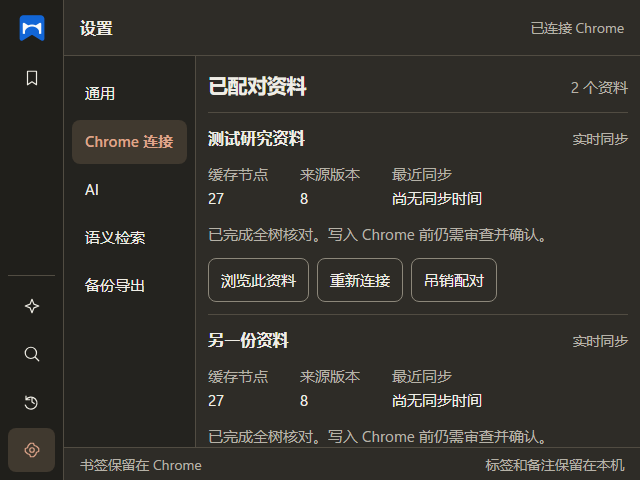 设置
已连接 Chrome
通用
Chrome 连接
AI
语义检索
备份导出
已配对资料
2 个资料
测试研究资料
实时同步
缓存节点 来源版本 最近同步
27 8 尚无同步时间
已完成全树核对。写入 Chrome 前仍需审查并确认。
浏览此资料 重新连接 吊销配对
另一份资料
实时同步
缓存节点 来源版本 最近同步
27 8 尚无同步时间
已完成全树核对。写入 Chrome 前仍需审查并确认。
书签保留在 Chrome
标签和备注保留在本机